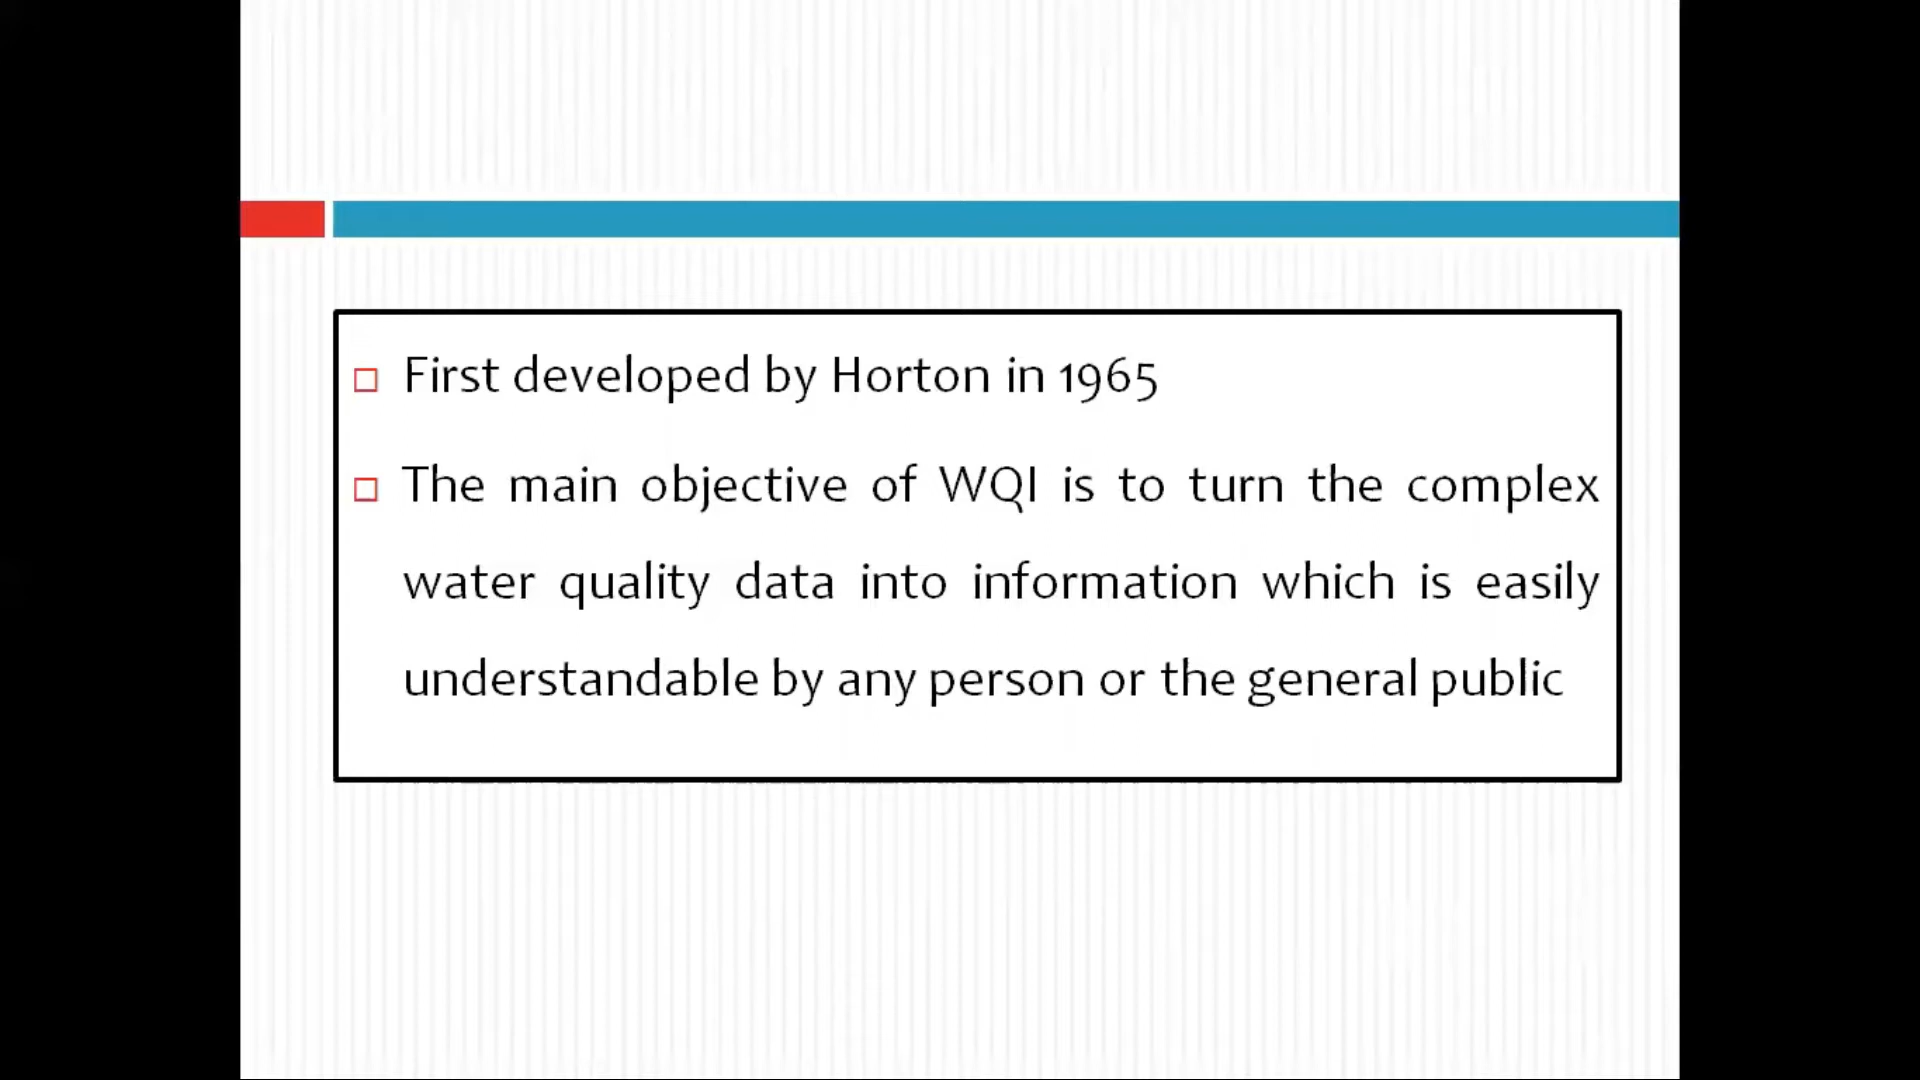 First developed by Horton in 1965
The main objective of WQI is to turn the complex
water quality data into information which is easily
understandable by any person or the general public